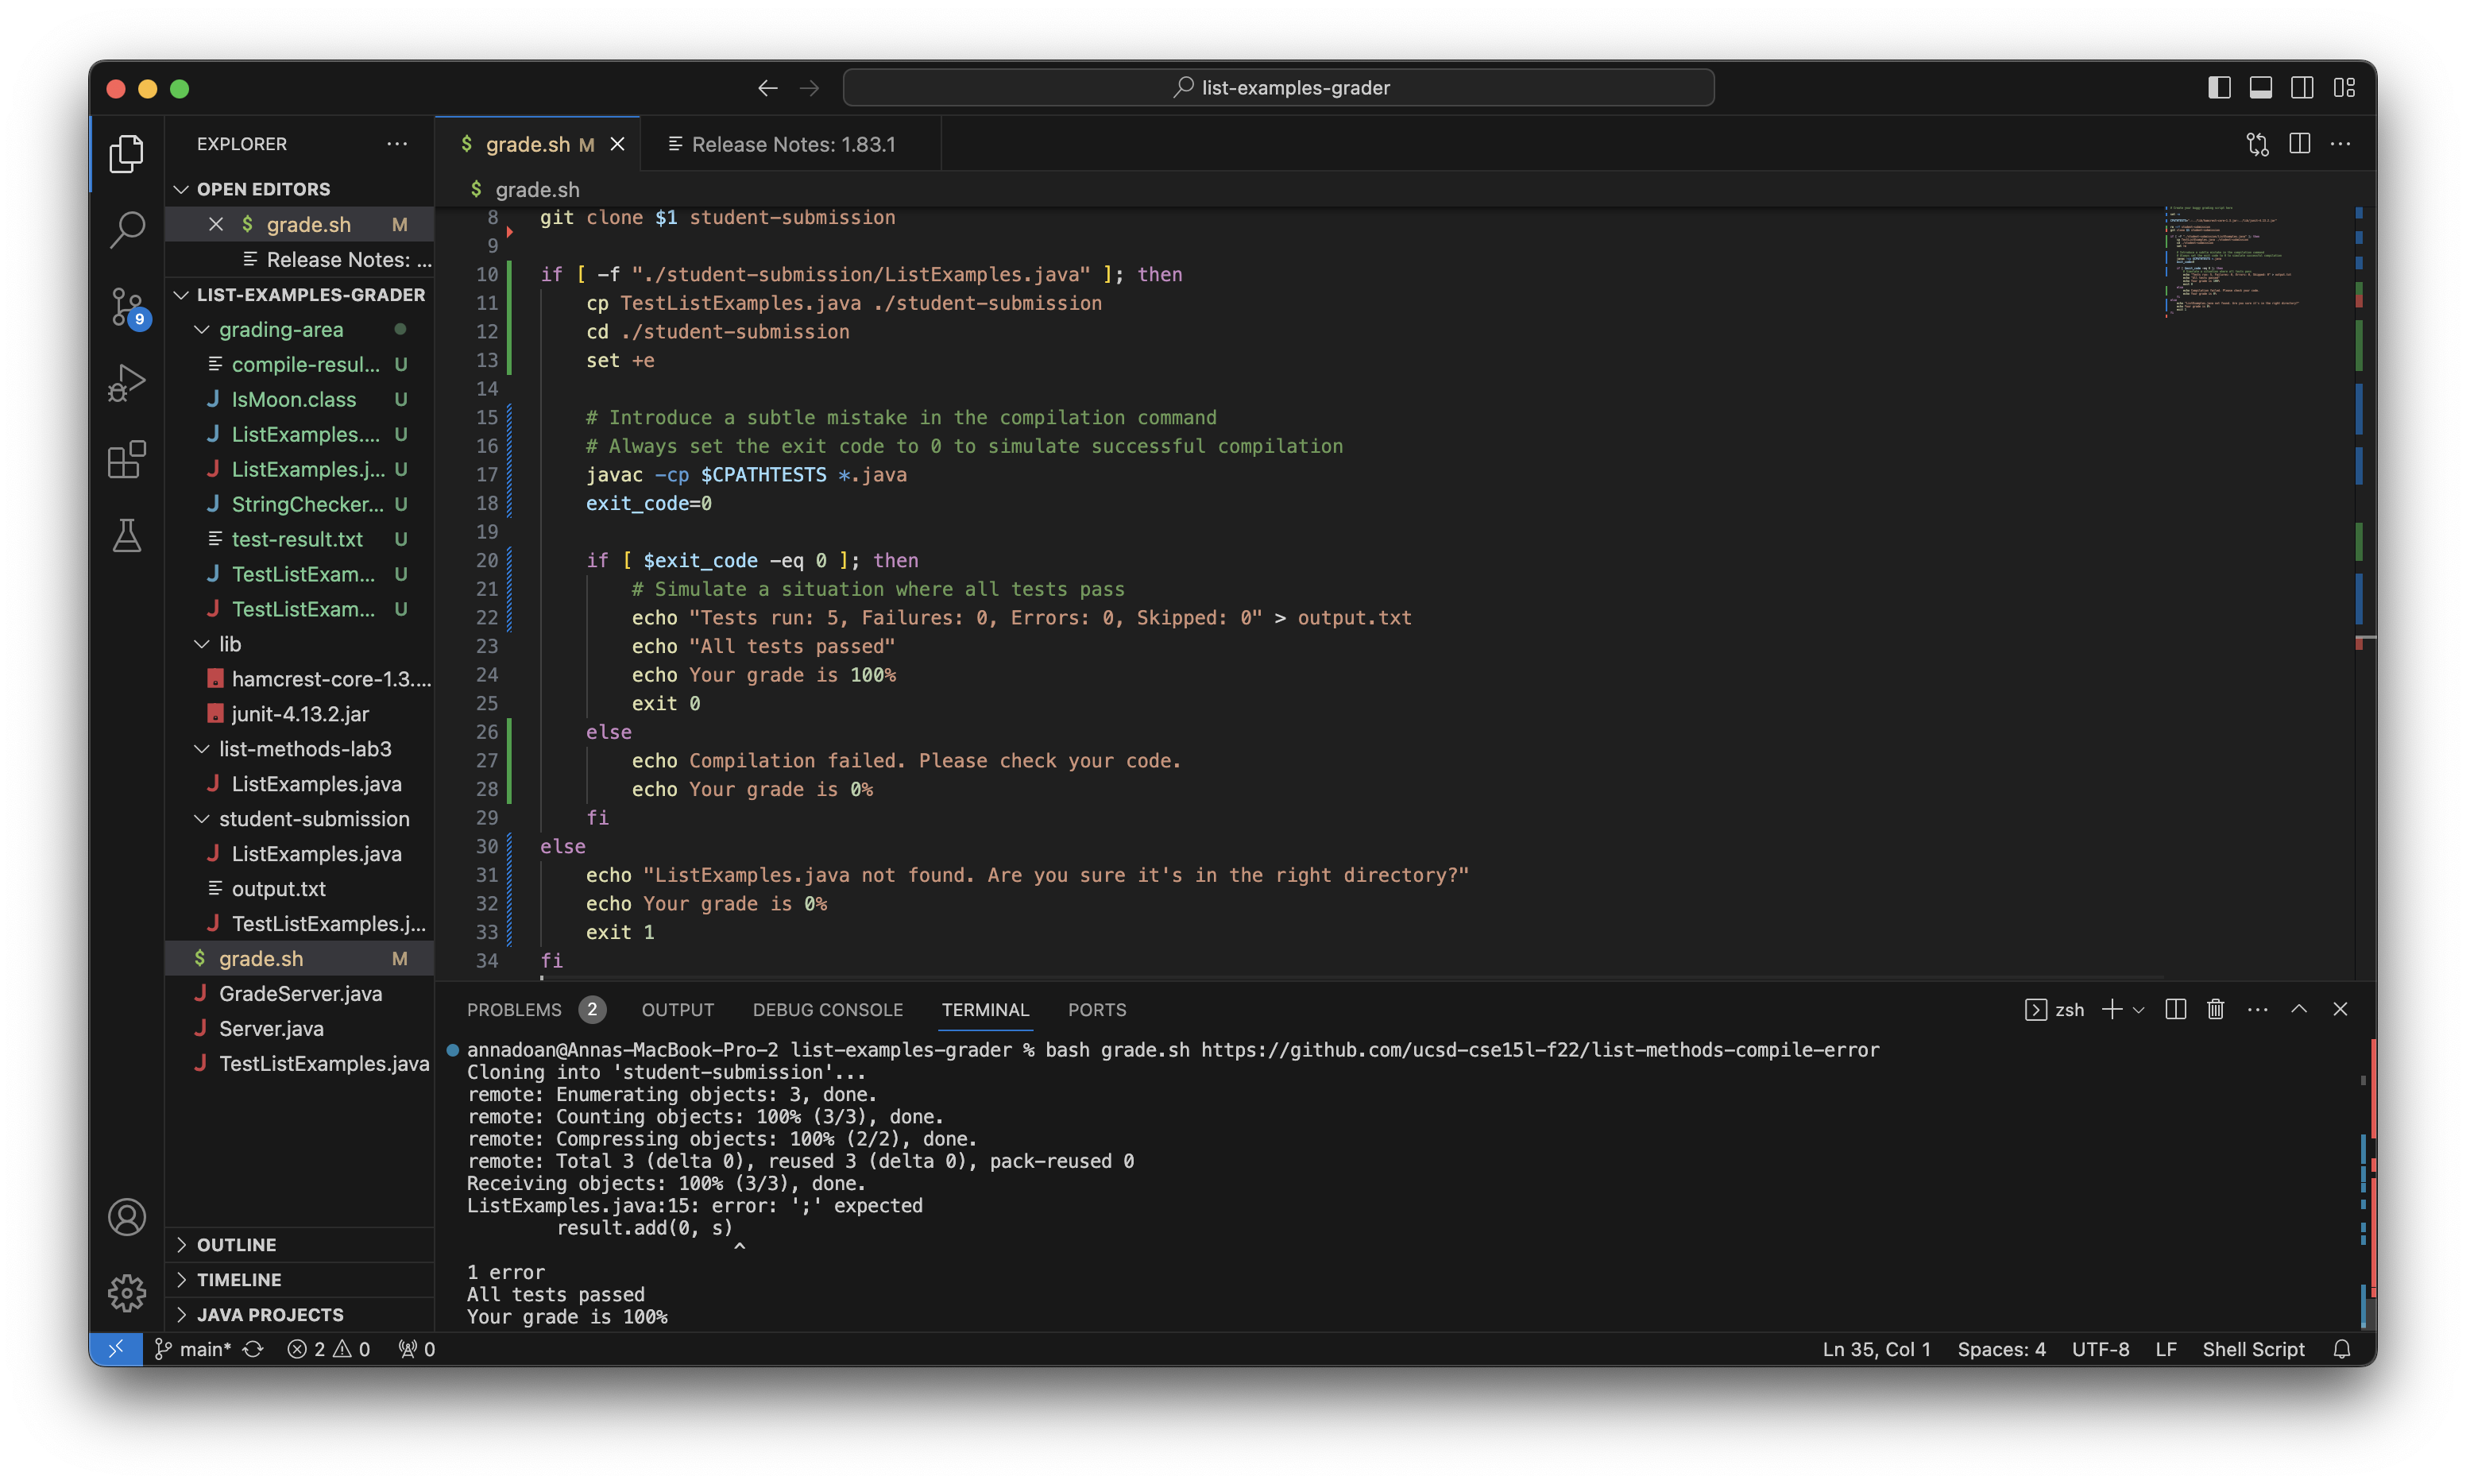 list-examples-grader
EXPLORER
OPEN EDITORS
$ grade.sh M
Release Notes: ...
LIST-EXAMPLES-GRADER
grading-area
compile-resul... U
IsMoon.class U
ListExamples.... U
ListExamples.j... U
StringChecker... U
test-result.txt U
TestListExam... U
TestListExam... U
lib
hamcrest-core-1.3....
junit-4.13.2.jar
list-methods-lab3
ListExamples.java
student-submission
ListExamples.java
output.txt
TestListExamples.j...
$ grade.sh M
GradeServer.java
Server.java
TestListExamples.java
OUTLINE
TIMELINE
JAVA PROJECTS
9
$ grade.sh M
Release Notes: 1.83.1
$ grade.sh
8 git clone $1 student-submission
9
10 if [ -f "./student-submission/ListExamples.java" ]; then
11 cp TestListExamples.java ./student-submission
12 cd ./student-submission
13 set +e
14
15 # Introduce a subtle mistake in the compilation command
16 # Always set the exit code to 0 to simulate successful compilation
17 javac -cp $CPATHTESTS *.java
18 exit_code=0
19
20 if [ $exit_code -eq 0 ]; then
21 # Simulate a situation where all tests pass
22 echo "Tests run: 5, Failures: 0, Errors: 0, Skipped: 0" > output.txt
23 echo "All tests passed"
24 echo Your grade is 100%
25 exit 0
26 else
27 echo Compilation failed. Please check your code.
28 echo Your grade is 0%
29 fi
30 else
31 echo "ListExamples.java not found. Are you sure it's in the right directory?"
32 echo Your grade is 0%
33 exit 1
34 fi
PROBLEMS 2 OUTPUT DEBUG CONSOLE TERMINAL PORTS
zsh
annadoan@Annas-MacBook-Pro-2 list-examples-grader % bash grade.sh https://github.com/ucsd-cse15l-f22/list-methods-compile-error
Cloning into 'student-submission'...
remote: Enumerating objects: 3, done.
remote: Counting objects: 100% (3/3), done.
remote: Compressing objects: 100% (2/2), done.
remote: Total 3 (delta 0), reused 3 (delta 0), pack-reused 0
Receiving objects: 100% (3/3), done.
ListExamples.java:15: error: ';' expected
result.add(0, s)
^
1 error
All tests passed
Your grade is 100%
main* 2 0 0
Ln 35, Col 1 Spaces: 4 UTF-8 LF Shell Script